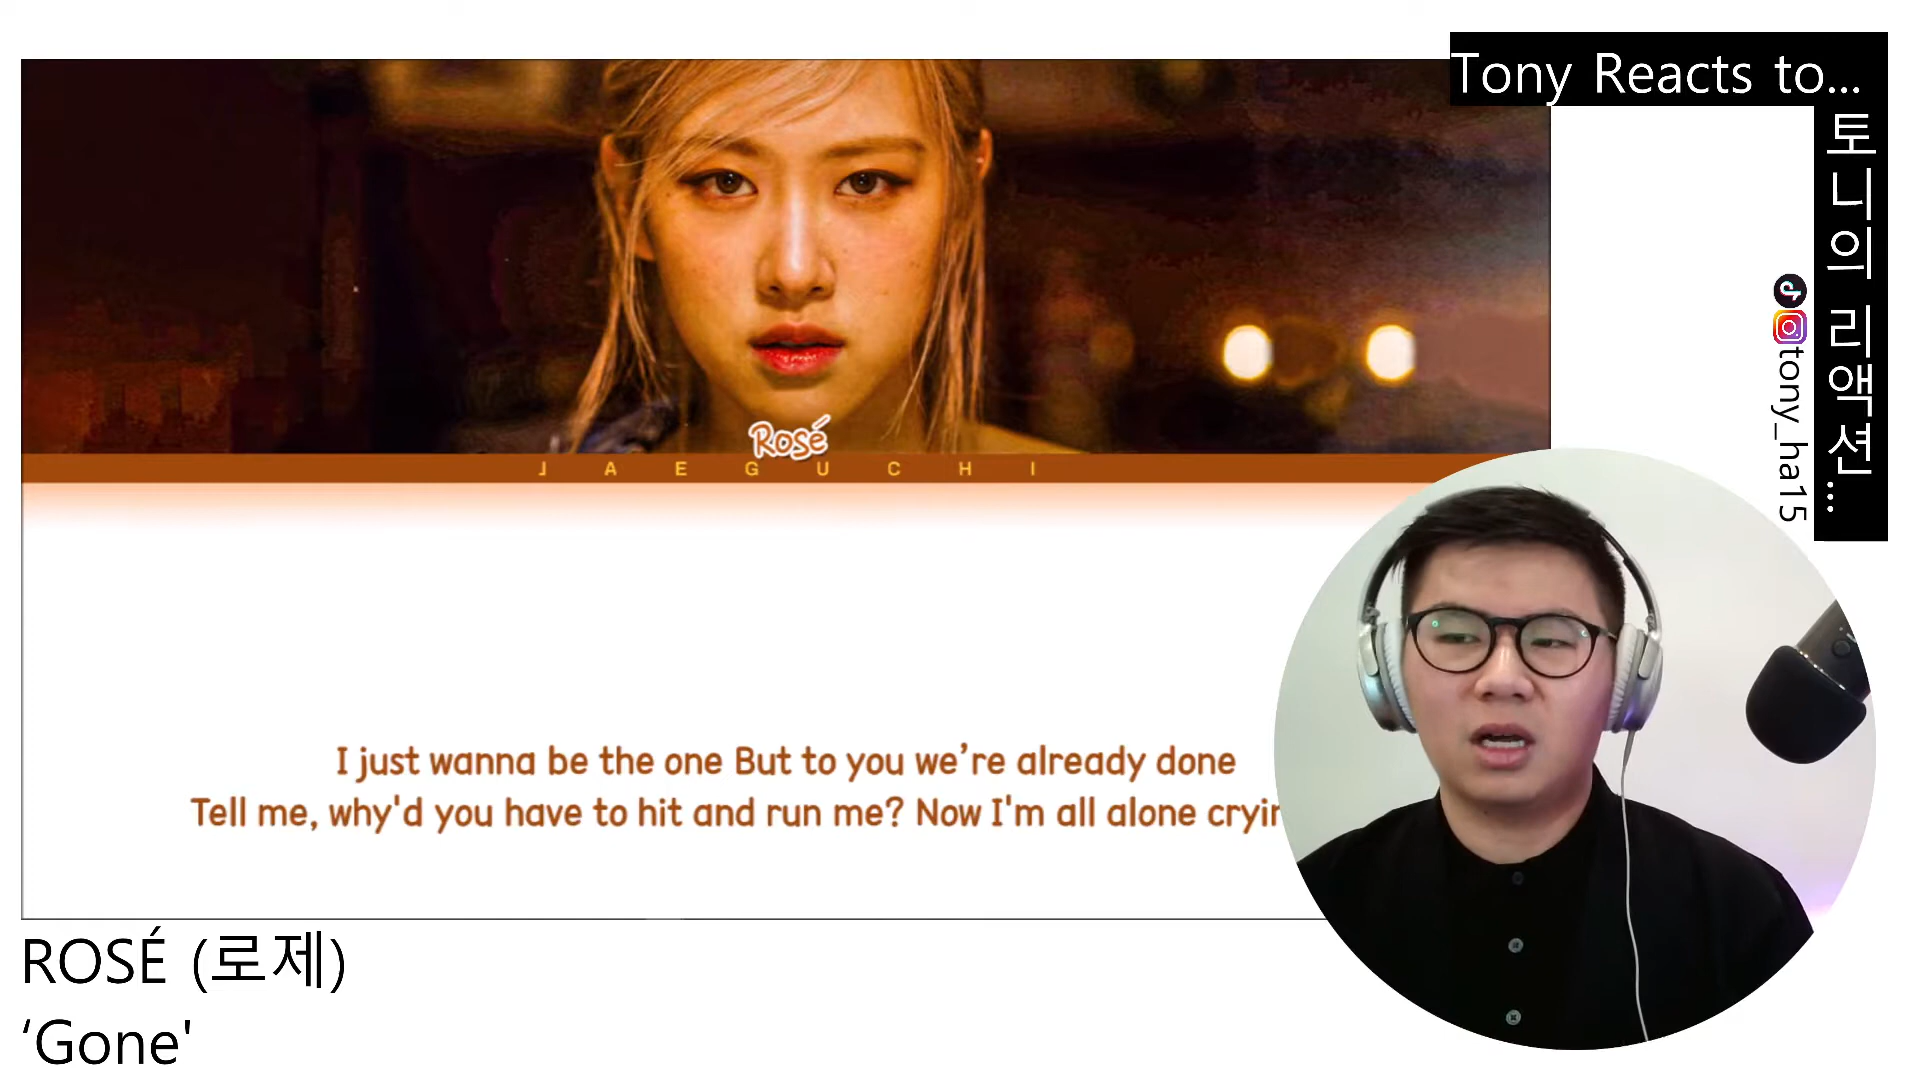 Tony Reacts to...
토니의 리액션...
tony_ha15
Rosé
JAEGUCHI
I just wanna be the one But to you we’re already done
Tell me, why'd you have to hit and run me? Now I'm all alone
ROSÉ (로제)
‘Gone'